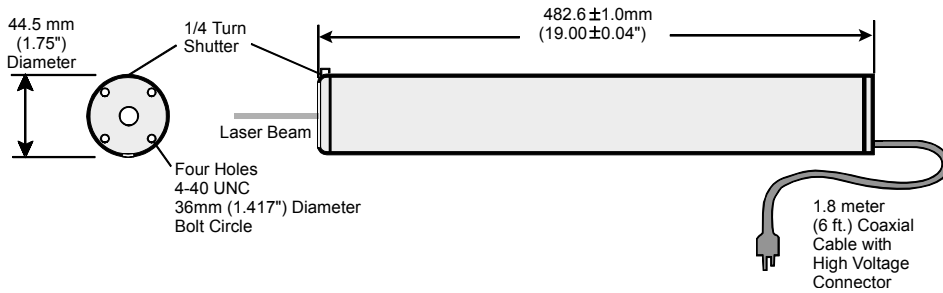 44.5 mm
(1.75")
Diameter
1/4 Turn
Shutter
482.6±1.0mm
(19.00±0.04")
Laser Beam
Four Holes
4-40 UNC
36mm (1.417") Diameter
Bolt Circle
1.8 meter
(6 ft.) Coaxial
Cable with
High Voltage
Connector